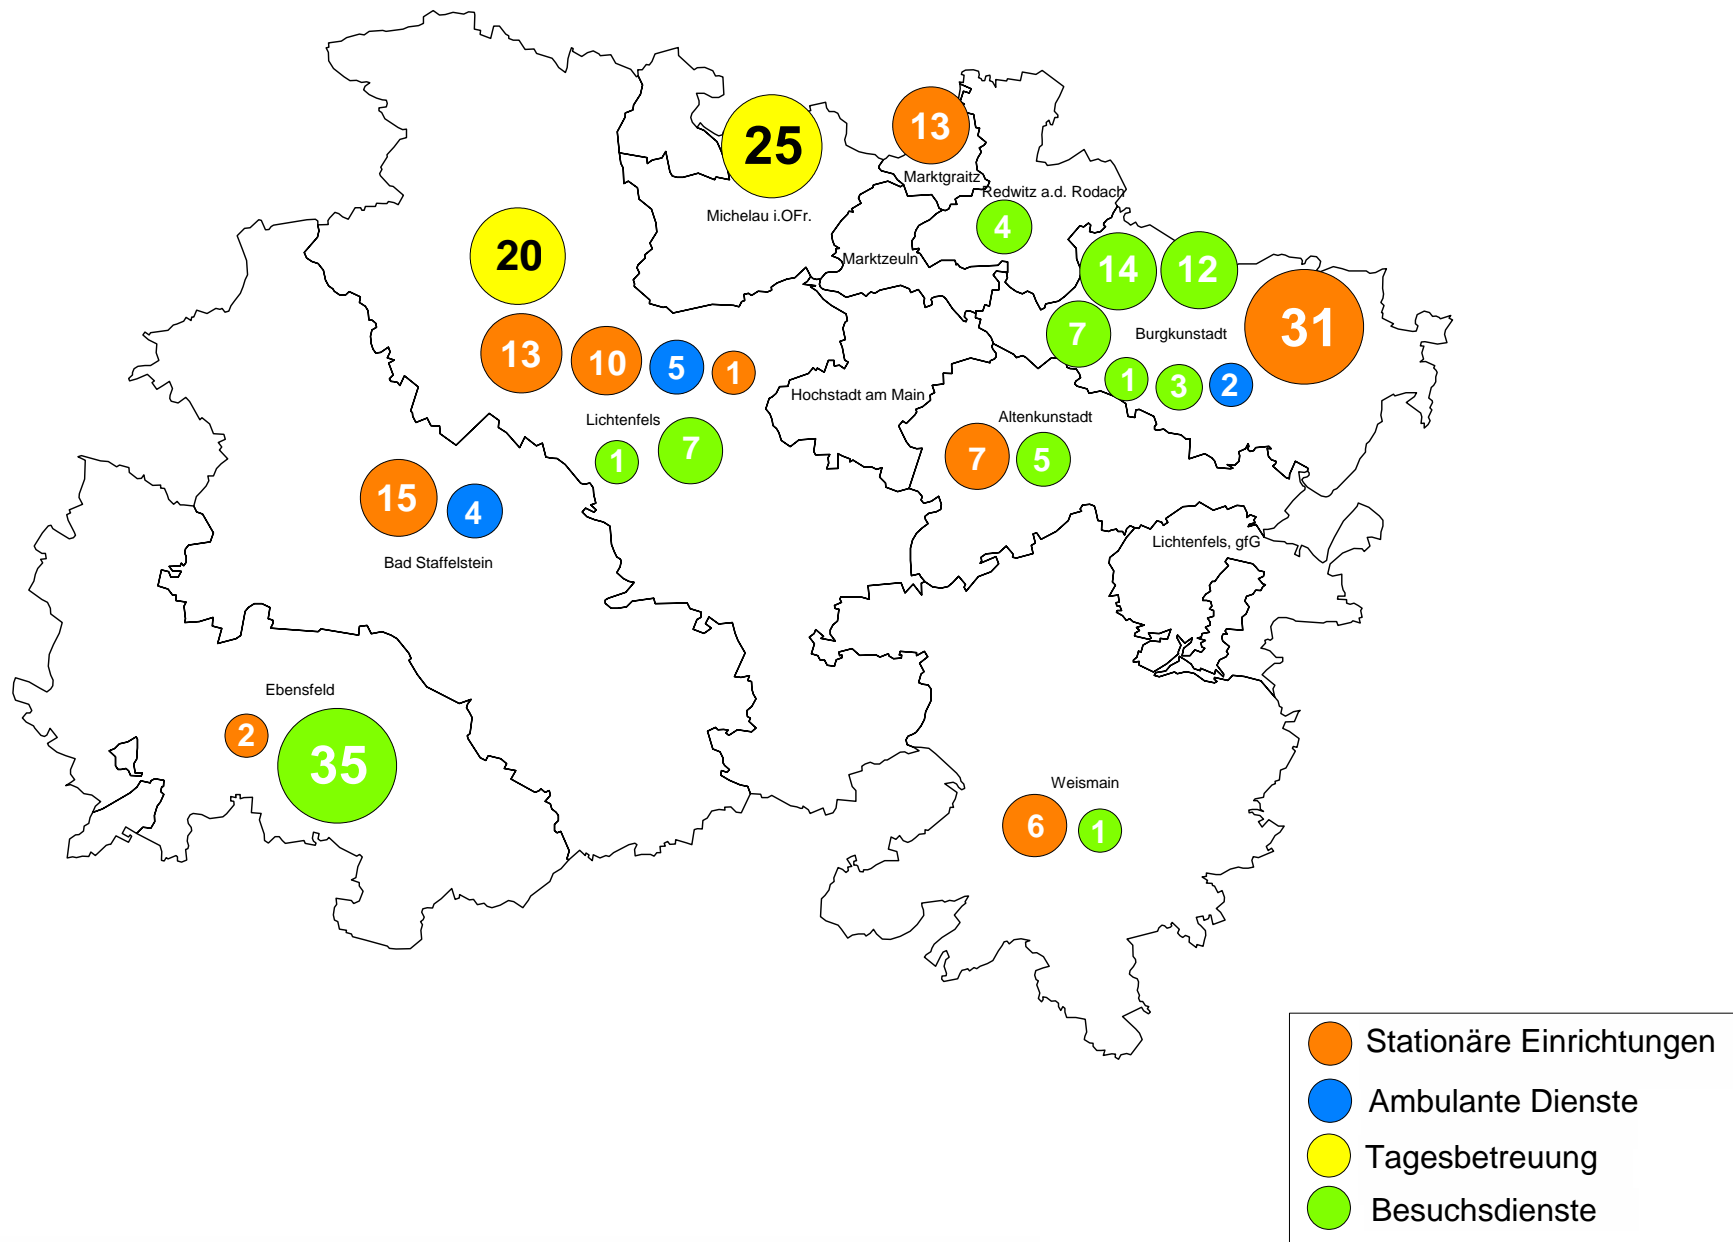 13
25
Marktgraitz
Redwitz a.d. Rodach
Michelau i.OFr.
4
20
Marktzeuln
14
12
31
7
Burgkunstadt
13
10
5
1
1
3
2
Hochstadt am Main
Lichtenfels
Altenkunstadt
1
7
7
5
15
4
Lichtenfels, gfG
Bad Staffelstein
Ebensfeld
2
35
Weismain
6
1
Stationäre Einrichtungen
Ambulante Dienste
Tagesbetreuung
Besuchsdienste